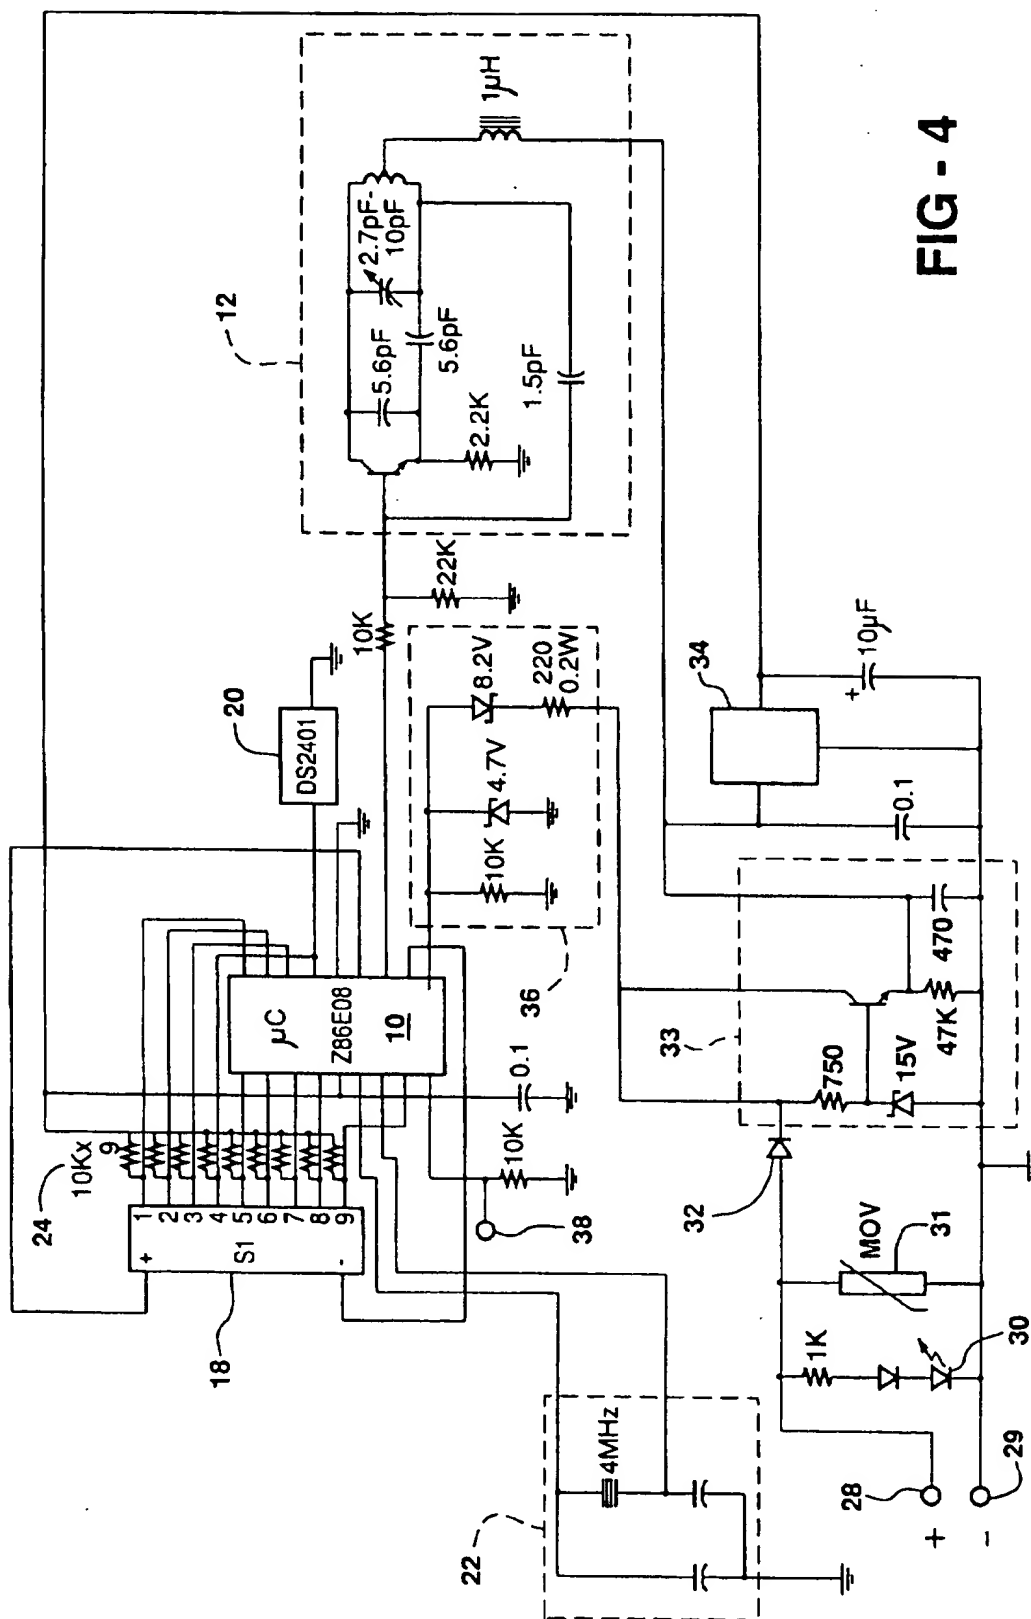 FIG - 4
12
1µH
2.7pF-
10pF
5.6pF
5.6pF
1.5pF
2.2K
22K
10K
20
DS2401
24
10Kx
9
1
2
3
4
5
6
7
8
9
+
S1
-
18
µC
Z86E08
10
0.1
10K
38
36
10K
4.7V
8.2V
220
0.2W
34
+
10µF
0.1
33
750
15V
47K
470
32
MOV
31
1K
30
22
4MHz
28
+
29
-